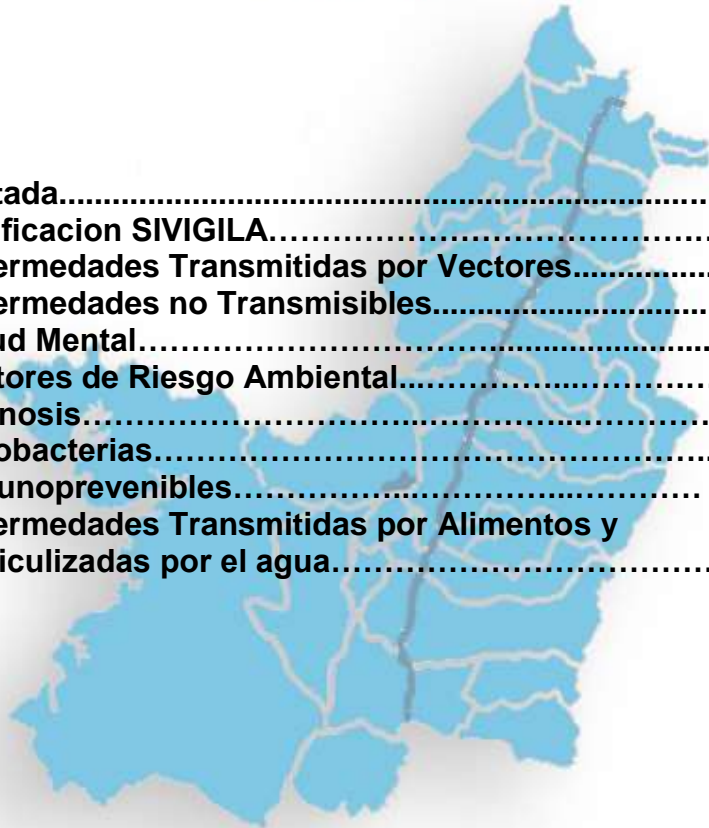 tada...........................................................................
ficacion SIVIGILA…………………………………………..
ermedades Transmitidas por Vectores................
ermedades no Transmisibles...............................
ud Mental………………………………........................
tores de Riesgo Ambiental...…………...…………..
nosis……………………………...…………...…………
obacterias……………………………………………………..
unoprevenibles……………...…………...…………
ermedades Transmitidas por Alimentos y
iculizadas por el agua…………………………………..